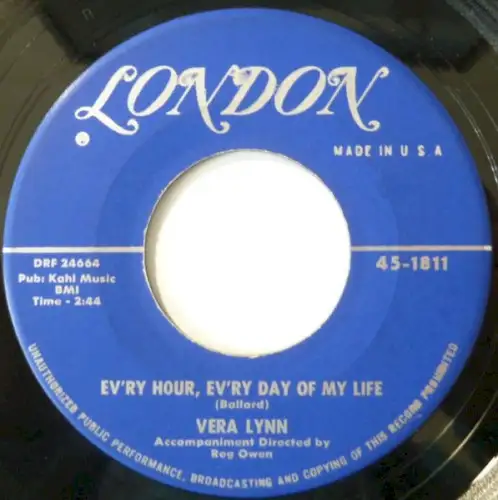 LONDON
MADE IN U.S.A
DRF 24664
Pub: Kahl Music
BMI
Time - 2:44
45-1811
EV'RY HOUR, EV'RY DAY OF MY LIFE
(Ballard)
VERA LYNN
Accompaniment Directed by
Reg Owen
UNAUTHORIZED PUBLIC PERFORMANCE, BROADCASTING AND COPYING OF THIS RECORD PROHIBITED